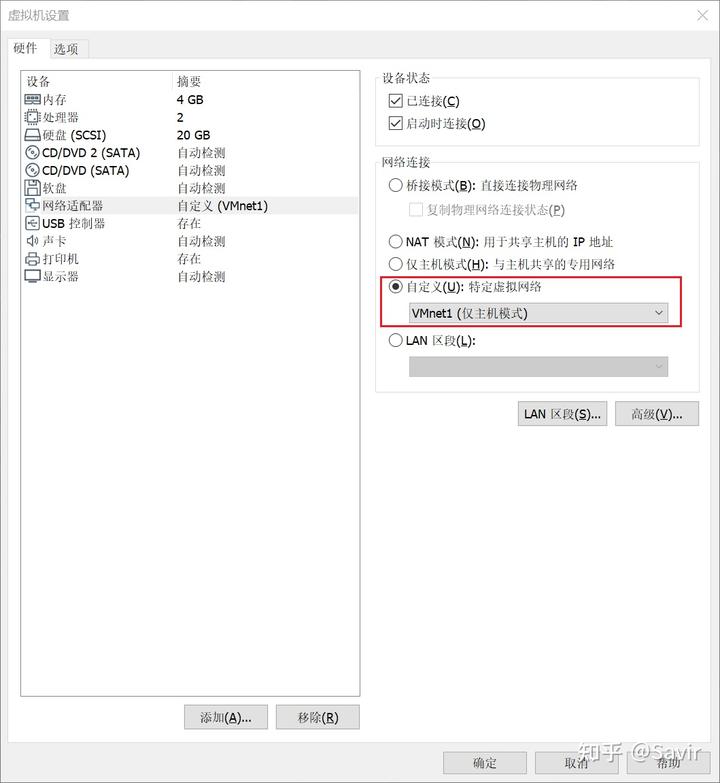 虚拟机设置
硬件 选项
设备 摘要
内存 4 GB
处理器 2
硬盘 (SCSI) 20 GB
CD/DVD 2 (SATA) 自动检测
CD/DVD (SATA) 自动检测
软盘 自动检测
网络适配器 自定义 (VMnet1)
USB 控制器 存在
声卡 自动检测
打印机 存在
显示器 自动检测
添加(A)... 移除(R)
设备状态
已连接(C)
启动时连接(O)
网络连接
桥接模式(B): 直接连接物理网络
复制物理网络连接状态(P)
NAT 模式(N): 用于共享主机的 IP 地址
仅主机模式(H): 与主机共享的专用网络
自定义(U): 特定虚拟网络
VMnet1 (仅主机模式)
LAN 区段(L):
LAN 区段(S)... 高级(V)...
确定 取消 帮助
知乎 @Savir